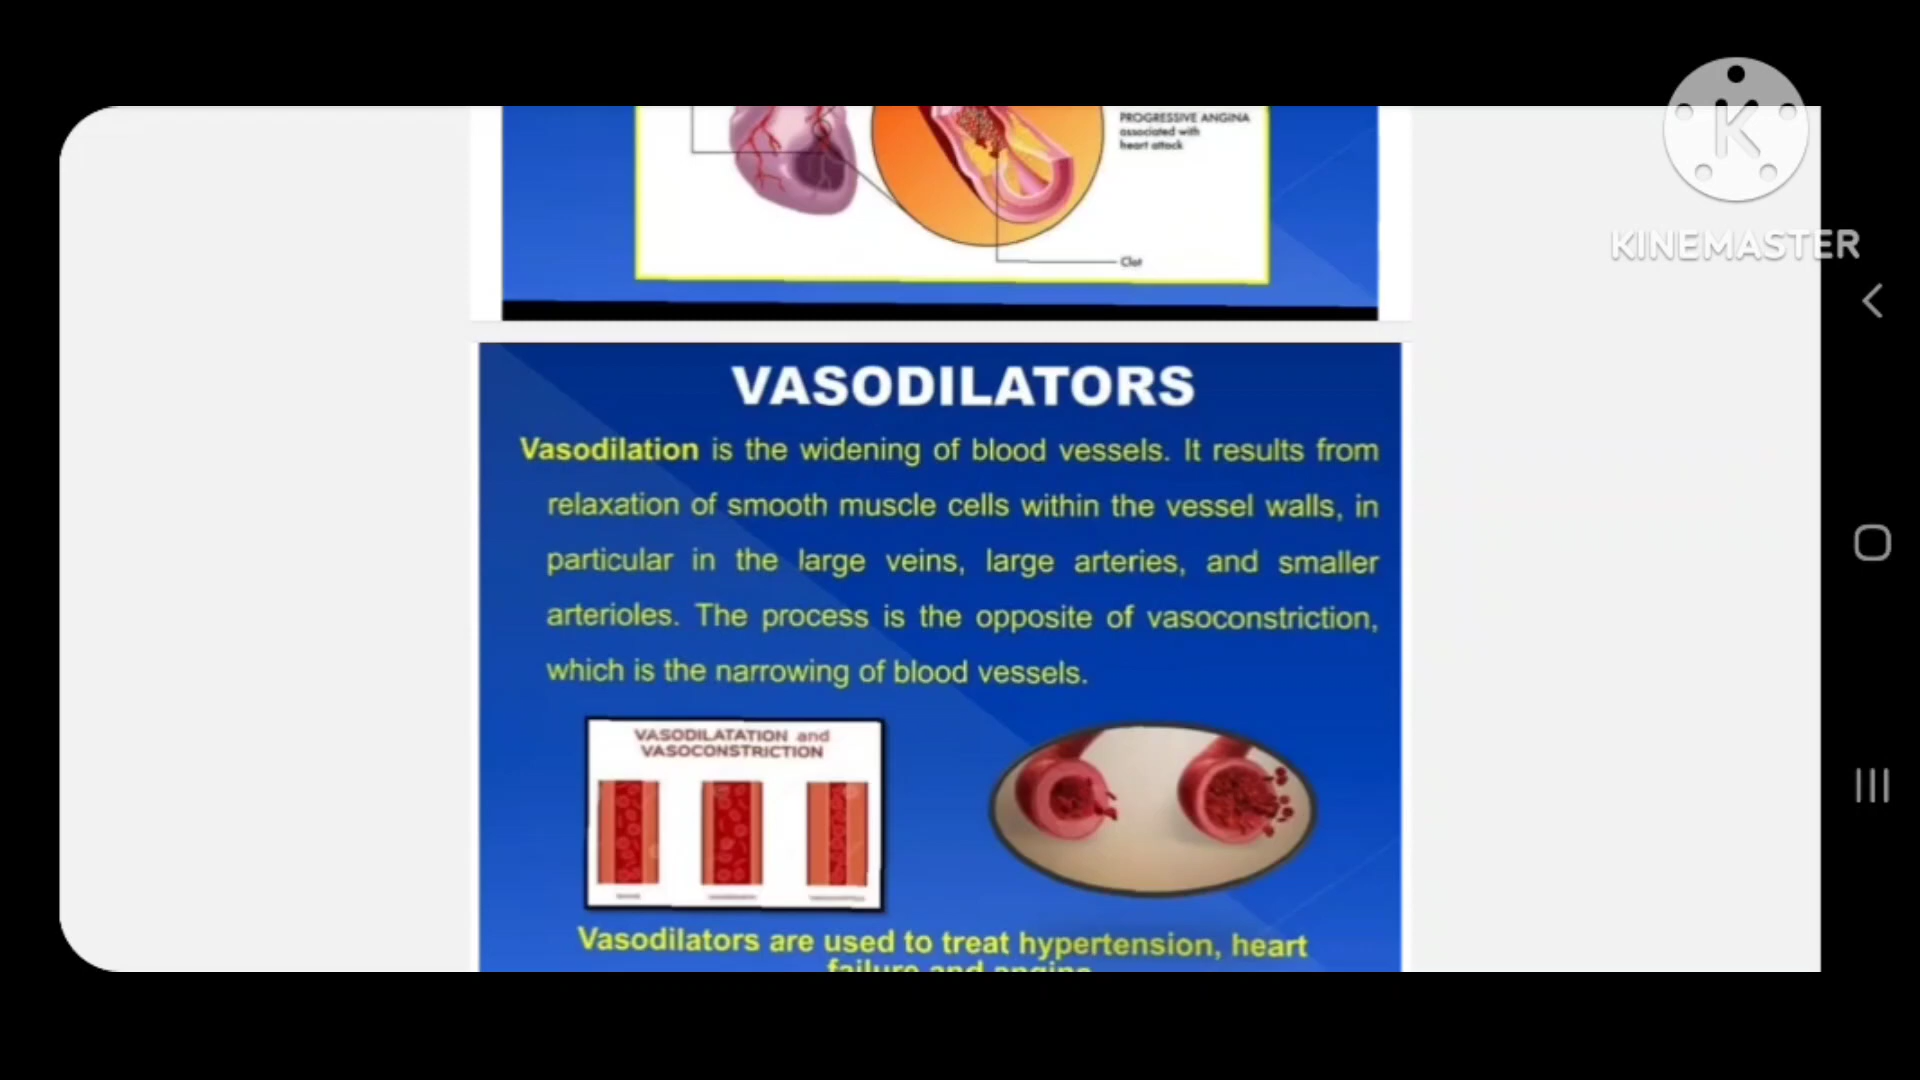 PROGRESSIVE ANGINA
associated with
heart attack
Clot
KINEMASTER
VASODILATORS
Vasodilation is the widening of blood vessels. It results from
relaxation of smooth muscle cells within the vessel walls, in
particular in the large veins, large arteries, and smaller
arterioles. The process is the opposite of vasoconstriction,
which is the narrowing of blood vessels.
VASODILATATION and
VASOCONSTRICTION
Vasodilators are used to treat hypertension, heart
failure and angina